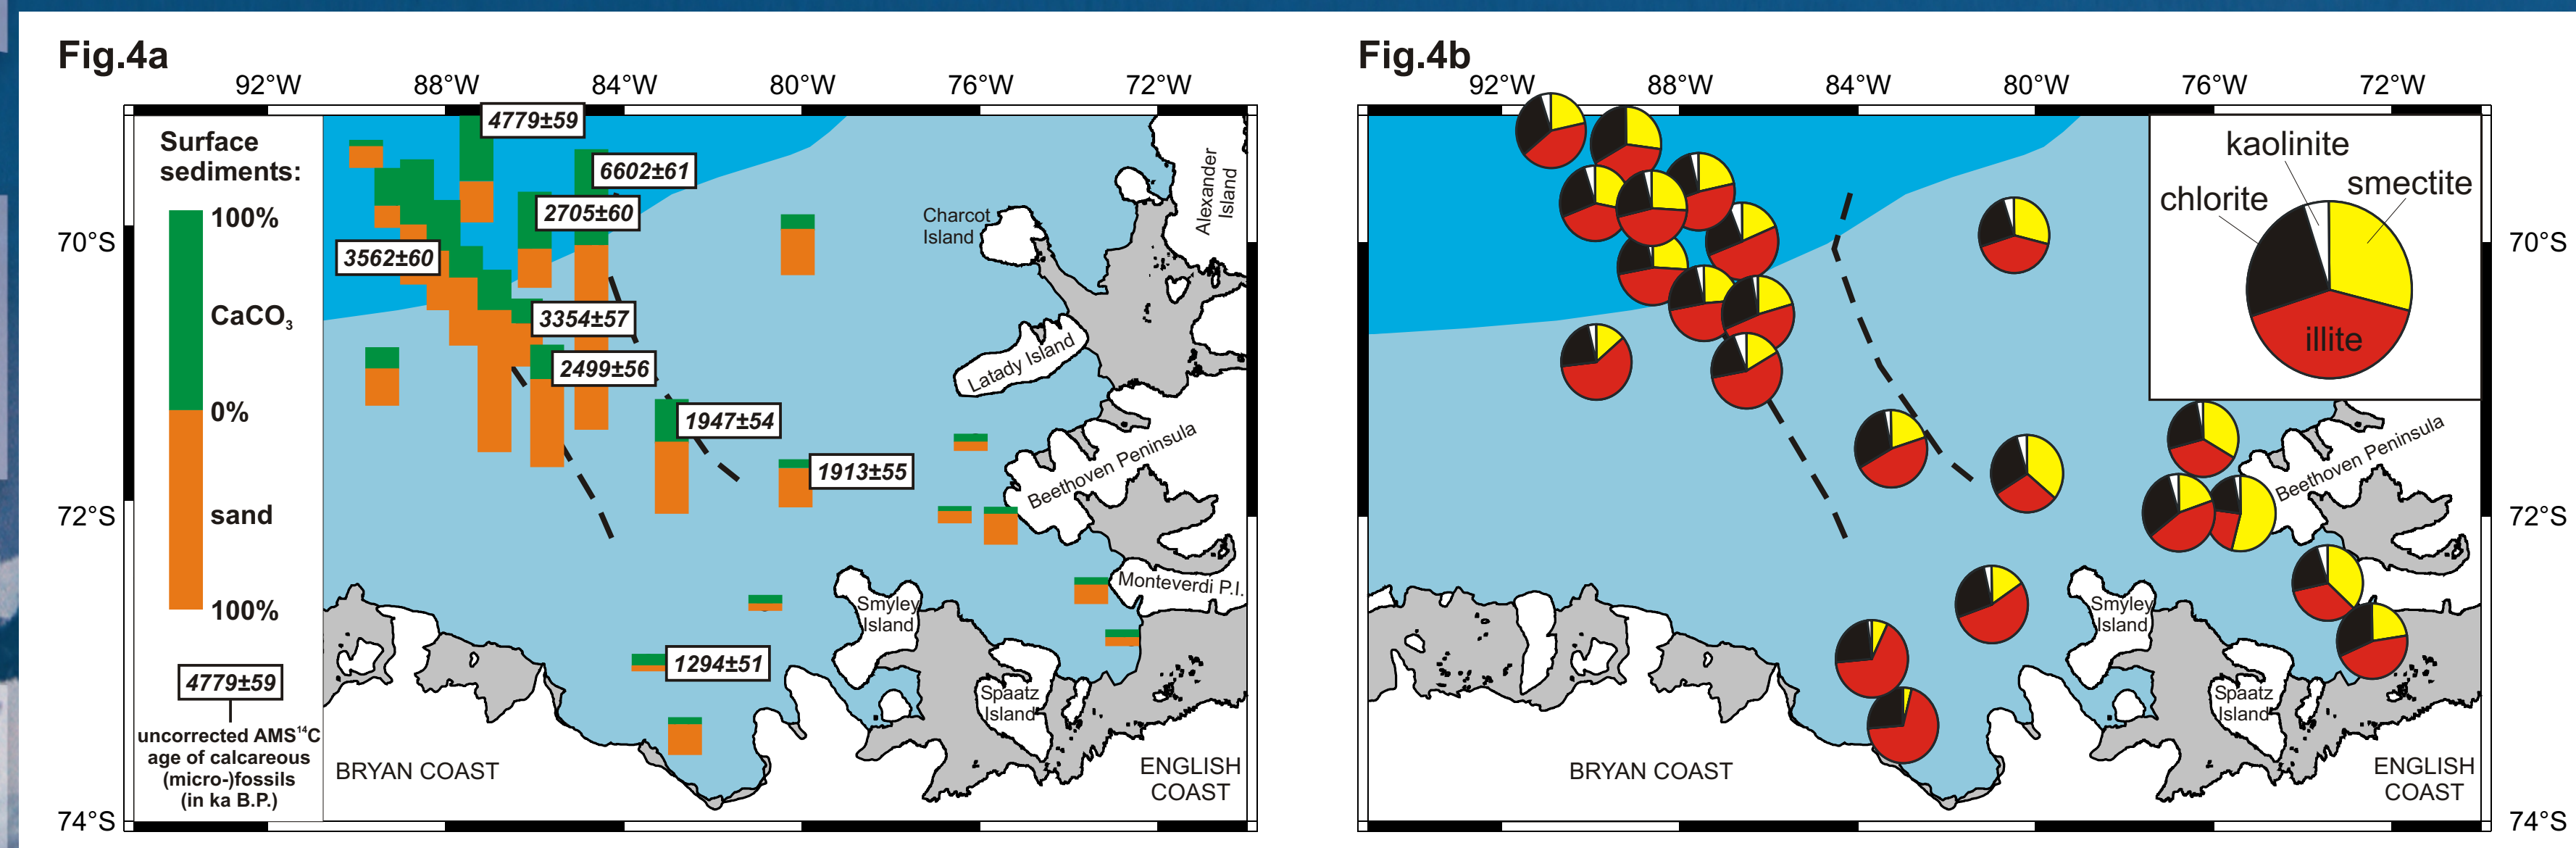 Fig.4a
92°W 88°W 84°W 80°W 76°W 72°W
Surface
sediments:
100%
CaCO₃
0%
sand
100%
4779±59
uncorrected AMS¹⁴C
age of calcareous
(micro-)fossils
(in ka B.P.)
70°S
72°S
74°S
4779±59
6602±61
2705±60
3562±60
3354±57
2499±56
1947±54
1913±55
1294±51
Charcot
Island
Alexander
Island
Latady Island
Beethoven Peninsula
Monteverdi P.I.
Smyley
Island
Spaatz
Island
BRYAN COAST
ENGLISH
COAST
Fig.4b
92°W 88°W 84°W 80°W 76°W 72°W
kaolinite
chlorite
smectite
illite
70°S
72°S
74°S
Beethoven Peninsula
Smyley
Island
Spaatz
Island
BRYAN COAST
ENGLISH
COAST